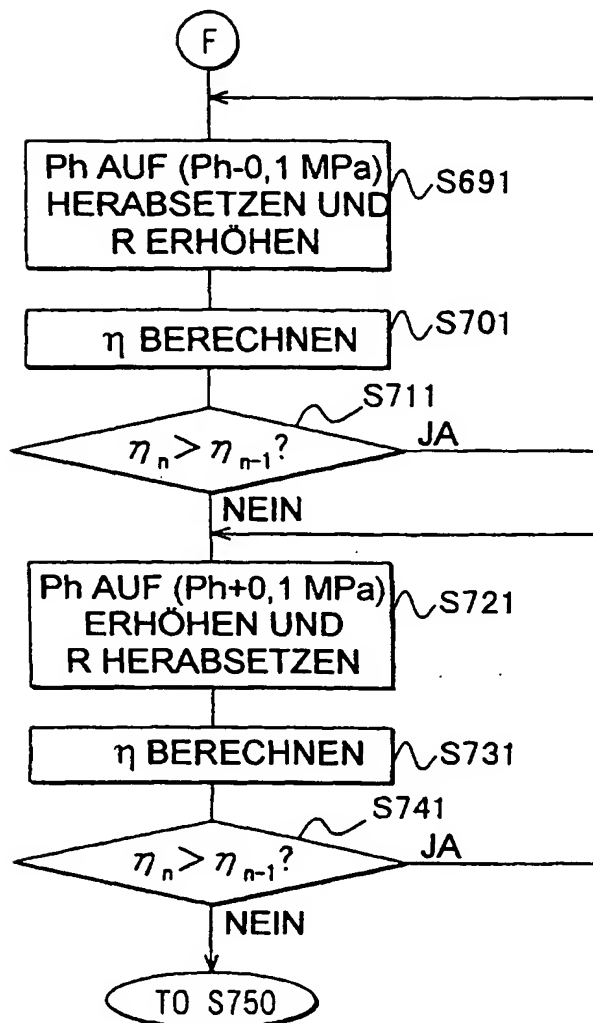 F
Ph AUF (Ph-0,1 MPa)
HERABSETZEN UND
R ERHÖHEN
S691
η BERECHNEN
S701
S711
ηn > ηn-1?
JA
NEIN
Ph AUF (Ph+0,1 MPa)
ERHÖHEN UND
R HERABSETZEN
S721
η BERECHNEN
S731
S741
ηn > ηn-1?
JA
NEIN
TO S750